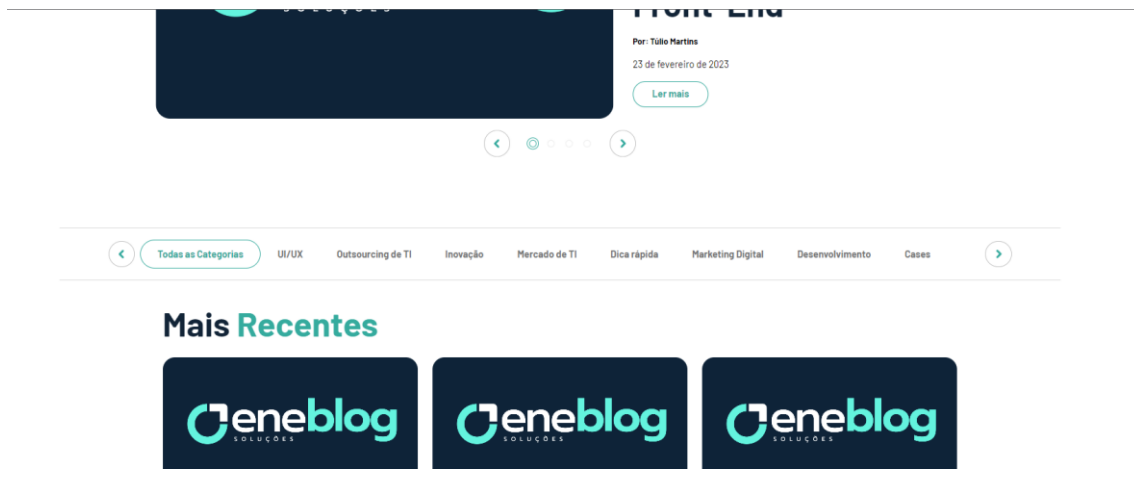 SOLUÇÕES
Front-End
Por: Túlio Martins
23 de fevereiro de 2023
Ler mais
Todas as Categorias UI/UX Outsourcing de TI Inovação Mercado de TI Dica rápida Marketing Digital Desenvolvimento Cases
Mais Recentes
eneblog eneblog eneblog
SOLUÇÕES SOLUÇÕES SOLUÇÕES